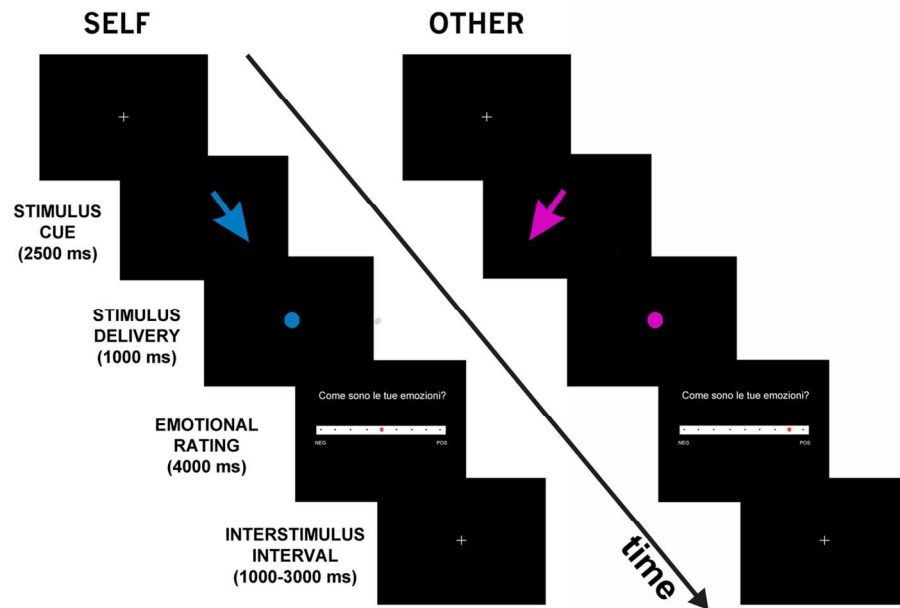 SELF
OTHER
STIMULUS
CUE
(2500 ms)
STIMULUS
DELIVERY
(1000 ms)
EMOTIONAL
RATING
(4000 ms)
Come sono le tue emozioni?
NEG POS
Come sono le tue emozioni?
NEG POS
INTERSTIMULUS
INTERVAL
(1000-3000 ms)
time